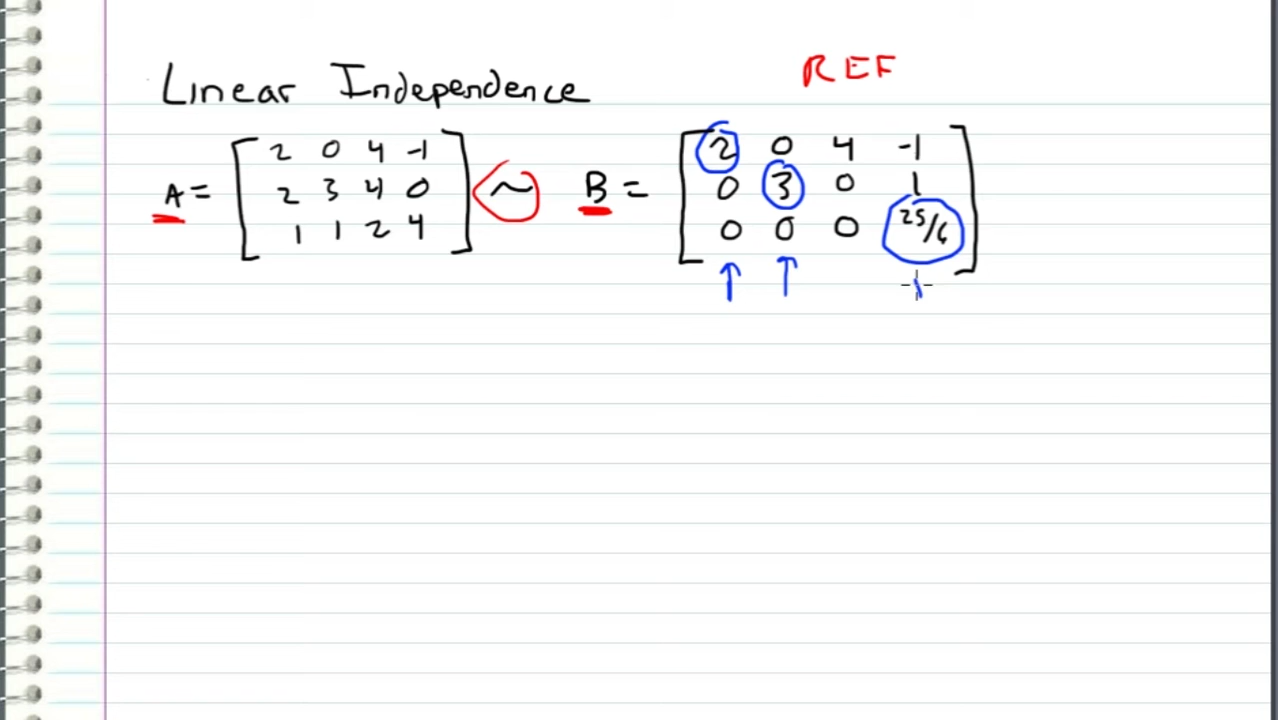 Linear Independence
REF
A = [ 2 0 4 -1
2 3 4 0
1 1 2 4 ]
~
B = [ 2 0 4 -1
0 3 0 1
0 0 0 25/6 ]